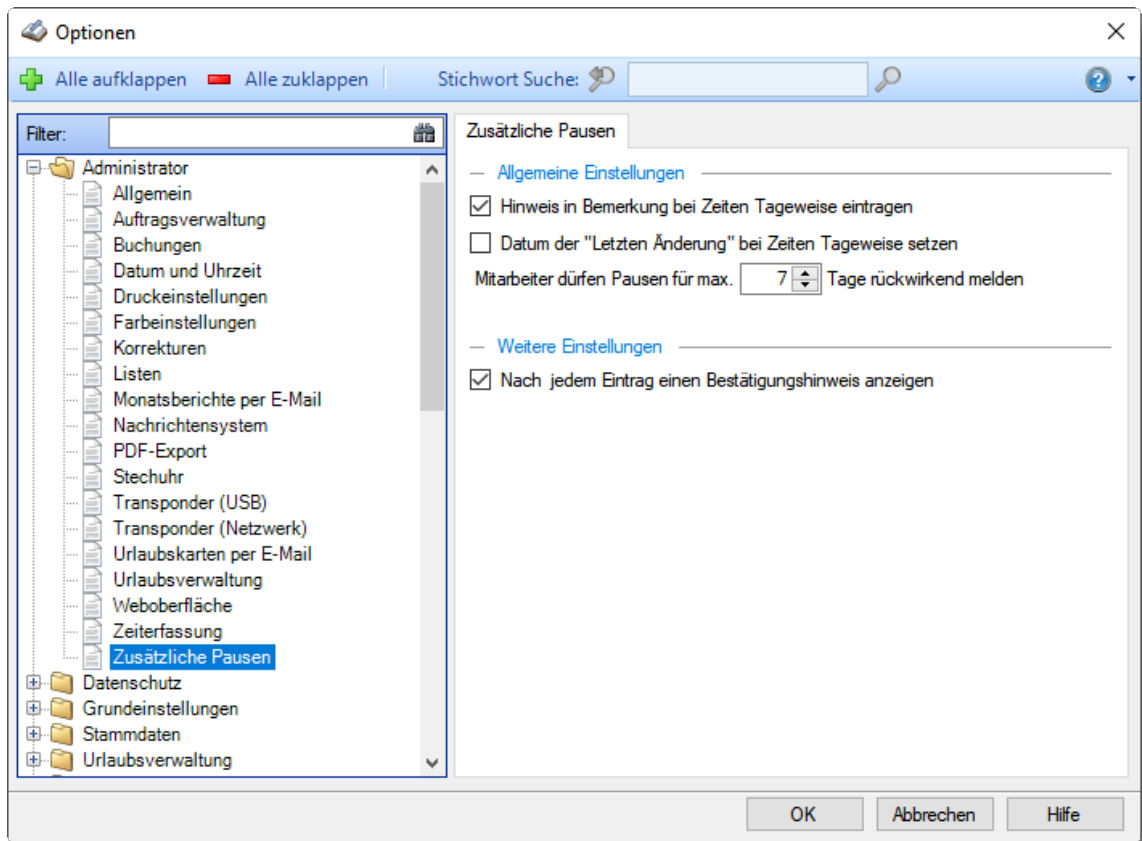 Optionen
Alle aufklappen Alle zuklappen Stichwort Suche:
Filter:
Administrator
Allgemein
Auftragsverwaltung
Buchungen
Datum und Uhrzeit
Druckeinstellungen
Farbeinstellungen
Korrekturen
Listen
Monatsberichte per E-Mail
Nachrichtensystem
PDF-Export
Stechuhr
Transponder (USB)
Transponder (Netzwerk)
Urlaubskarten per E-Mail
Urlaubsverwaltung
Weboberfläche
Zeiterfassung
Zusätzliche Pausen
Datenschutz
Grundeinstellungen
Stammdaten
Urlaubsverwaltung
Zusätzliche Pausen
Allgemeine Einstellungen
Hinweis in Bemerkung bei Zeiten Tageweise eintragen
Datum der "Letzten Änderung" bei Zeiten Tageweise setzen
Mitarbeiter dürfen Pausen für max. 7 Tage rückwirkend melden
Weitere Einstellungen
Nach jedem Eintrag einen Bestätigungshinweis anzeigen
OK Abbrechen Hilfe